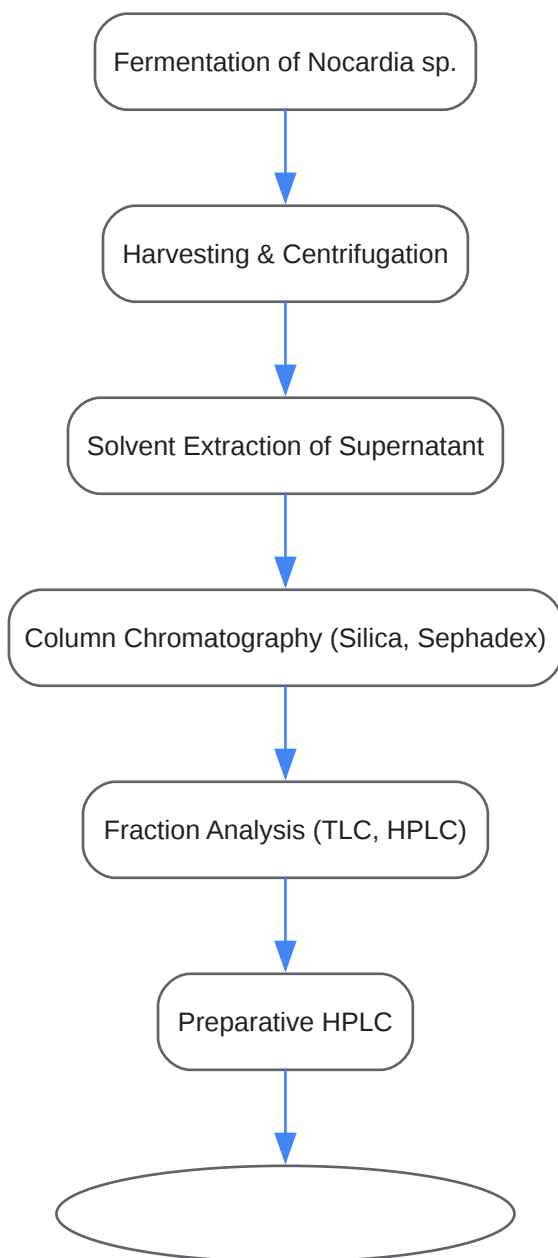 Fermentation of Nocardia sp.
Harvesting & Centrifugation
Solvent Extraction of Supernatant
Column Chromatography (Silica, Sephadex)
Fraction Analysis (TLC, HPLC)
Preparative HPLC